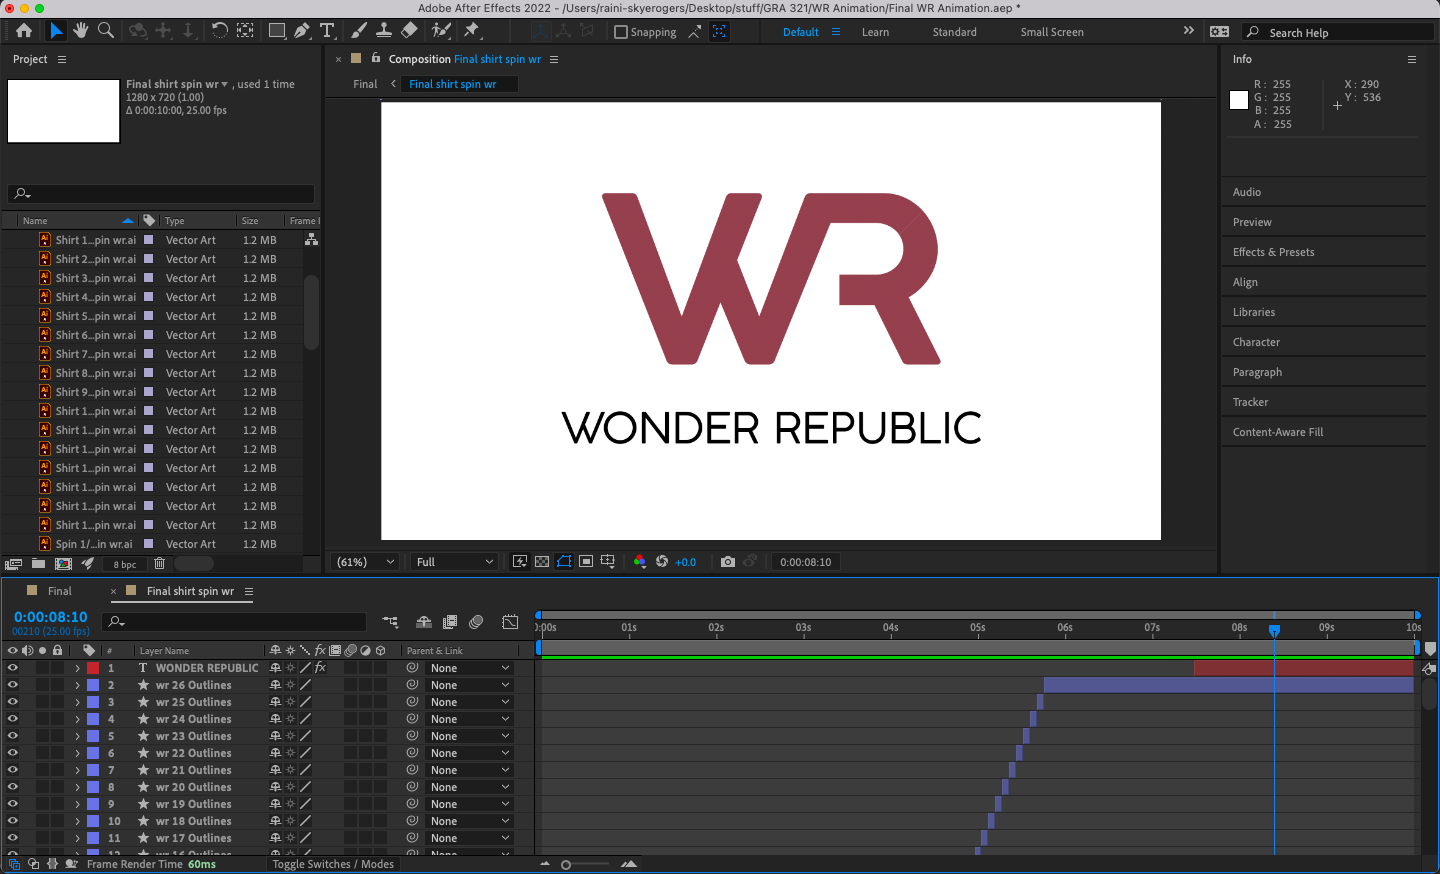 Adobe After Effects 2022 - /Users/raini-skyerogers/Desktop/stuff/GRA 321/WR Animation/Final WR Animation.aep *
Snapping
Default
Learn
Standard
Small Screen
Search Help
Project
Final shirt spin wr , used 1 time
1280 x 720 (1.00)
Δ 0:00:10:00, 25.00 fps
Name Type Size Frame
Shirt 1...pin wr.ai Vector Art 1.2 MB
Shirt 2...pin wr.ai Vector Art 1.2 MB
Shirt 3...pin wr.ai Vector Art 1.2 MB
Shirt 4...pin wr.ai Vector Art 1.2 MB
Shirt 5...pin wr.ai Vector Art 1.2 MB
Shirt 6...pin wr.ai Vector Art 1.2 MB
Shirt 7...pin wr.ai Vector Art 1.2 MB
Shirt 8...pin wr.ai Vector Art 1.2 MB
Shirt 9...pin wr.ai Vector Art 1.2 MB
Shirt 1...pin wr.ai Vector Art 1.2 MB
Shirt 1...pin wr.ai Vector Art 1.2 MB
Shirt 1...pin wr.ai Vector Art 1.2 MB
Shirt 1...pin wr.ai Vector Art 1.2 MB
Shirt 1...pin wr.ai Vector Art 1.2 MB
Shirt 1...pin wr.ai Vector Art 1.2 MB
Shirt 1...pin wr.ai Vector Art 1.2 MB
Spin 1/...in wr.ai Vector Art 1.2 MB
8 bpc
Composition Final shirt spin wr
Final < Final shirt spin wr
WR
WONDER REPUBLIC
(61%)
Full
+0.0
0:00:08:10
Info
R : 255
G : 255
B : 255
A : 255
X : 290
Y : 536
Audio
Preview
Effects & Presets
Align
Libraries
Character
Paragraph
Tracker
Content-Aware Fill
Final
× Final shirt spin wr
0:00:08:10
00210 (25.00 fps)
# Layer Name fx Parent & Link
0:00s 01s 02s 03s 04s 05s 06s 07s 08s 09s 10s
1 T WONDER REPUBLIC fx None
2 wr 26 Outlines None
3 wr 25 Outlines None
4 wr 24 Outlines None
5 wr 23 Outlines None
6 wr 22 Outlines None
7 wr 21 Outlines None
8 wr 20 Outlines None
9 wr 19 Outlines None
10 wr 18 Outlines None
11 wr 17 Outlines None
12 wr 16 Outlines None
Frame Render Time 60ms
Toggle Switches / Modes